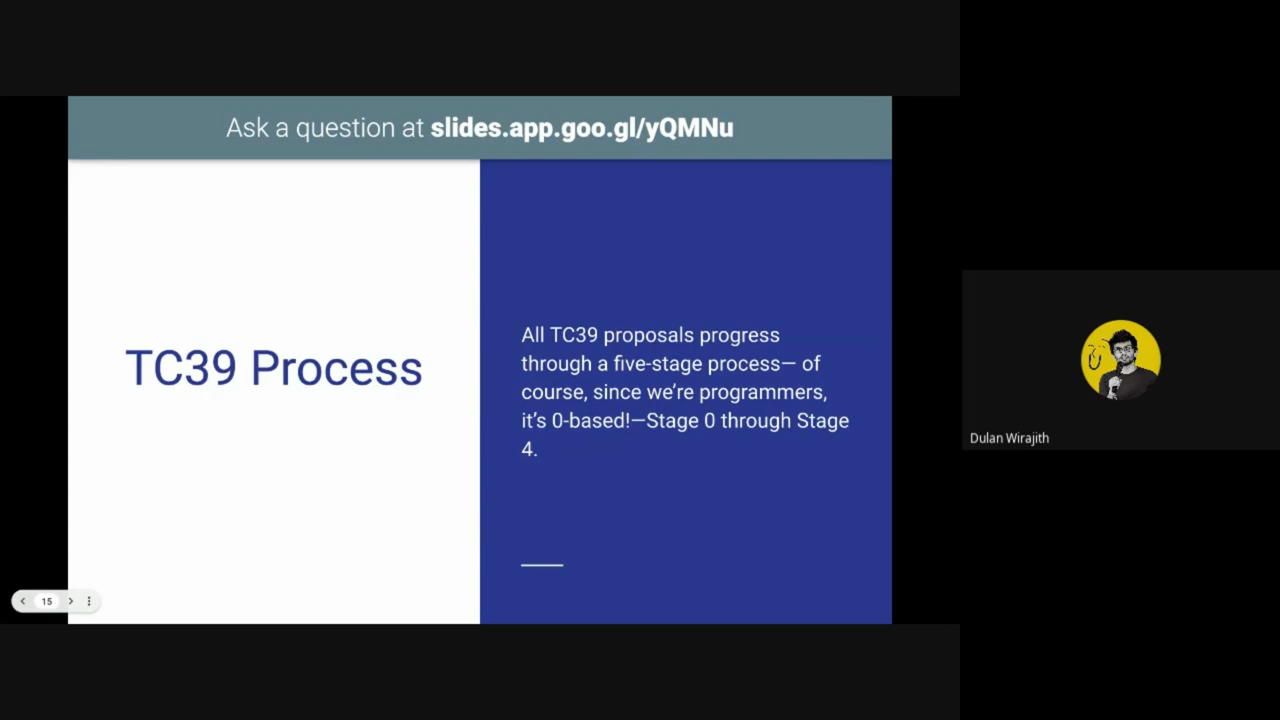 Ask a question at slides.app.goo.gl/yQMNu
TC39 Process
All TC39 proposals progress
through a five-stage process— of
course, since we’re programmers,
it’s 0-based!—Stage 0 through Stage
4.
15
Dulan Wirajith